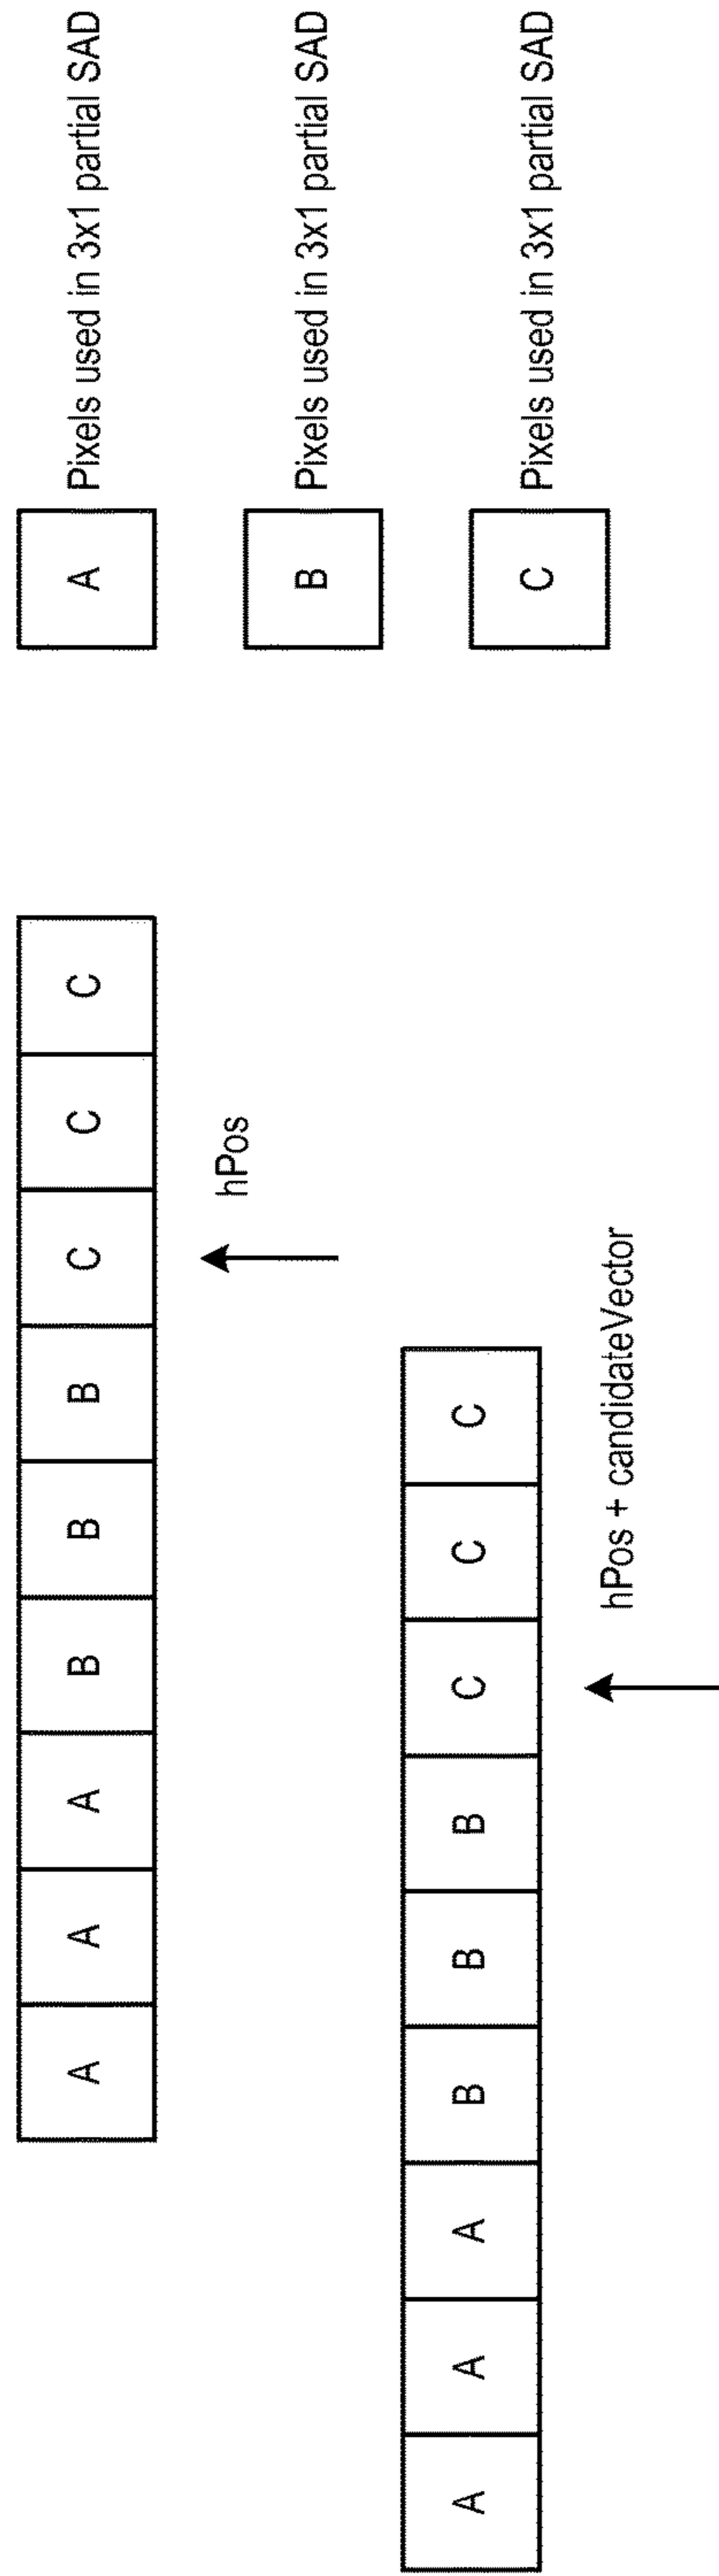 A A A B B B C C C
hPos
A A A B B B C C C
hPos + candidateVector
A Pixels used in 3x1 partial SAD
B Pixels used in 3x1 partial SAD
C Pixels used in 3x1 partial SAD